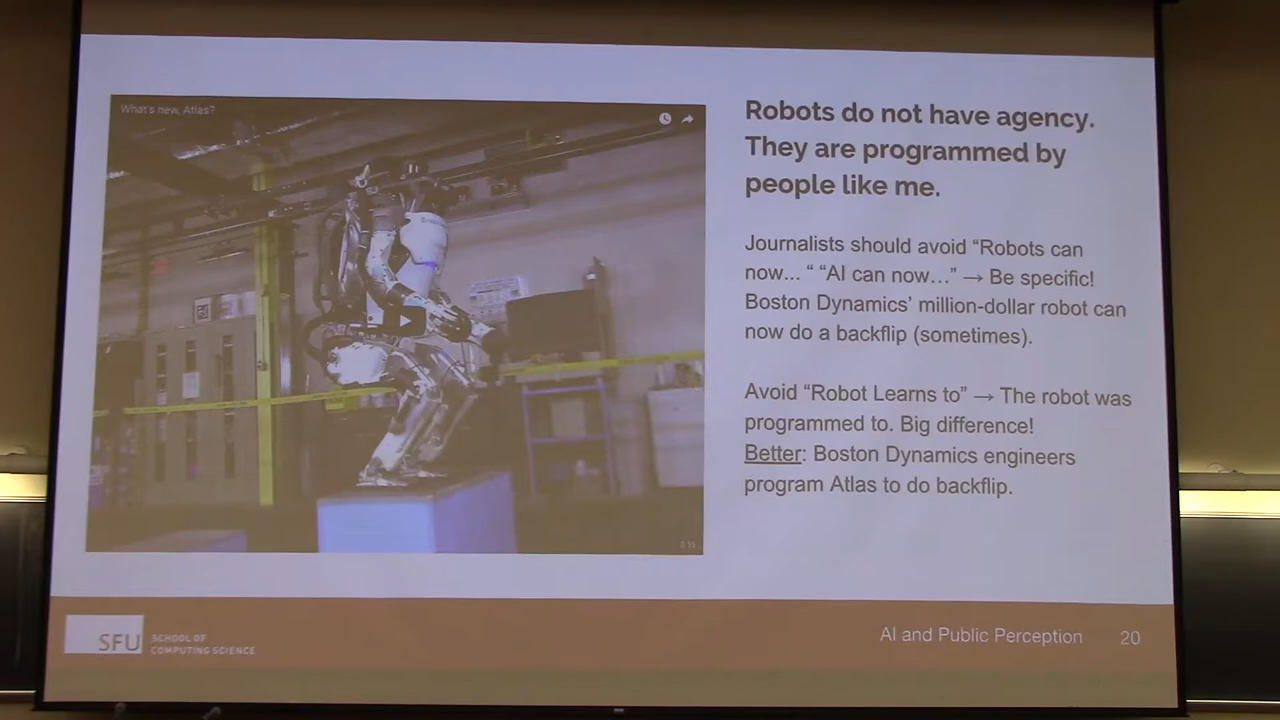 What's new, Atlas?
Robots do not have agency.
They are programmed by
people like me.
Journalists should avoid “Robots can
now... “ “AI can now…” → Be specific!
Boston Dynamics’ million-dollar robot can
now do a backflip (sometimes).
Avoid “Robot Learns to” → The robot was
programmed to. Big difference!
Better: Boston Dynamics engineers
program Atlas to do backflip.
0:55
SFU
SCHOOL OF
COMPUTING SCIENCE
AI and Public Perception
20